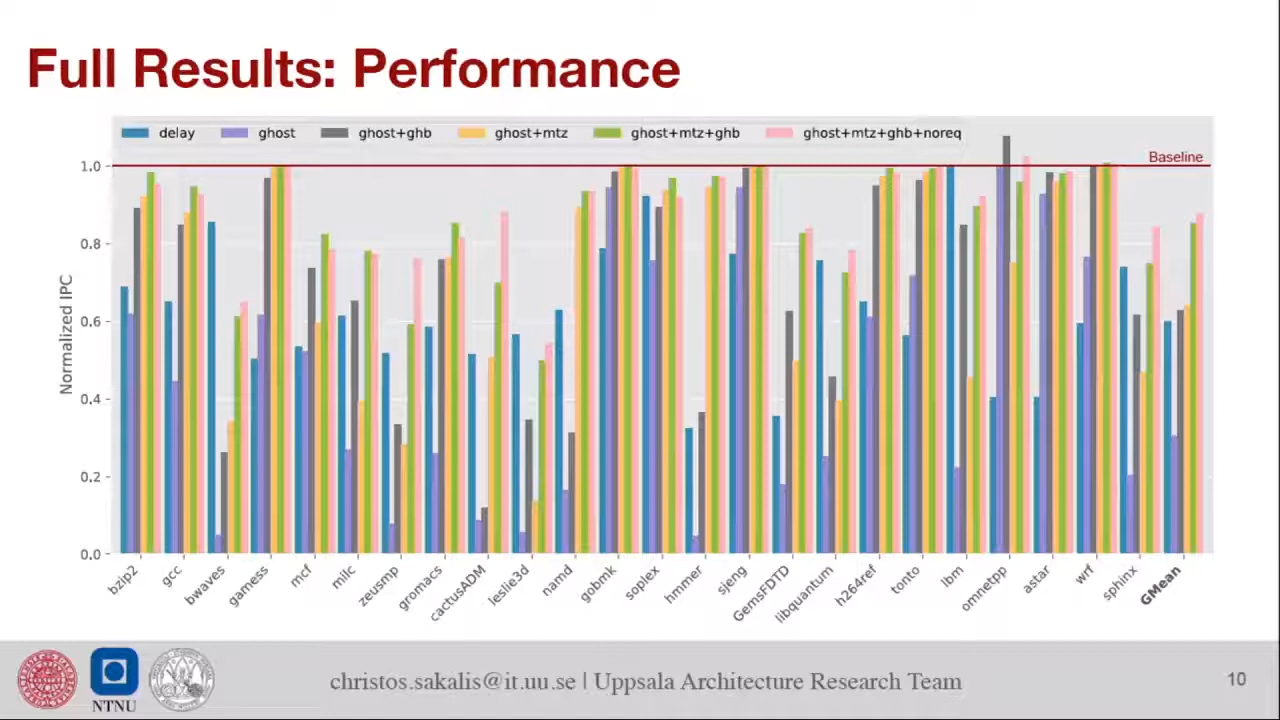 Full Results: Performance
delay ghost ghost+ghb ghost+mtz ghost+mtz+ghb ghost+mtz+ghb+noreq
Baseline
1.0
0.8
0.6
0.4
0.2
0.0
Normalized IPC
bzip2 gcc bwaves gamess mcf milc zeusmp gromacs cactusADM leslie3d namd gobmk soplex hmmer sjeng GemsFDTD libquantum h264ref tonto lbm omnetpp astar wrf sphinx GMean
NTNU
christos.sakalis@it.uu.se | Uppsala Architecture Research Team
10